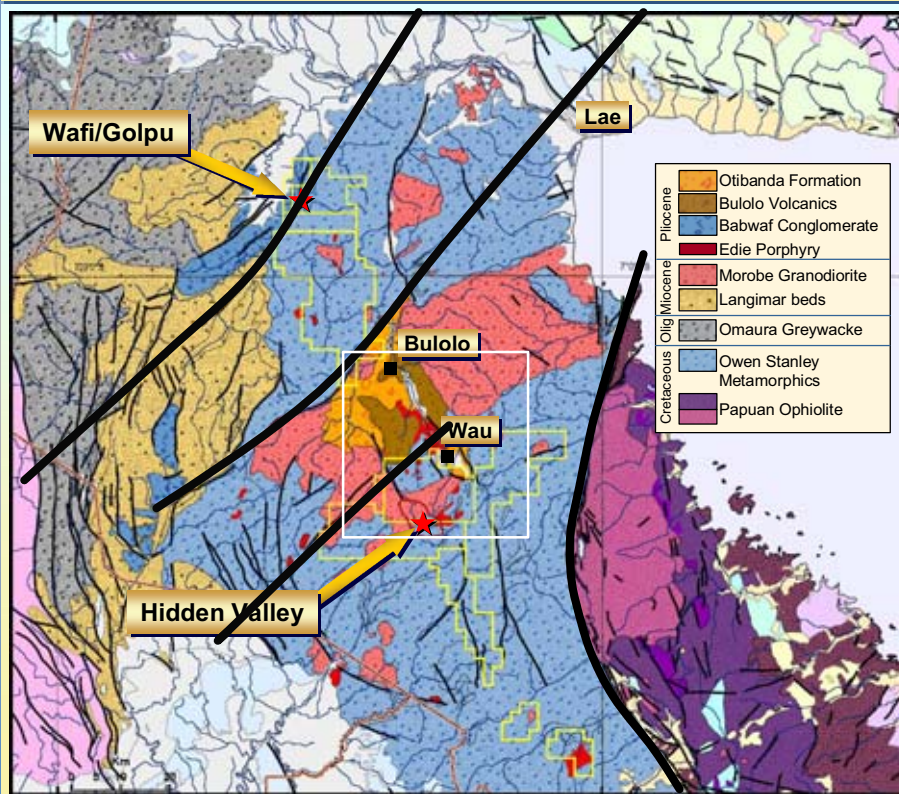 Wafi/Golpu
Lae
Bulolo
Wau
Hidden Valley
Pliocene
Otibanda Formation
Bulolo Volcanics
Babwaf Conglomerate
Edie Porphyry
Miocene
Morobe Granodiorite
Langimar beds
Olig
Omaura Greywacke
Cretaceous
Owen Stanley
Metamorphics
Papuan Ophiolite
Km